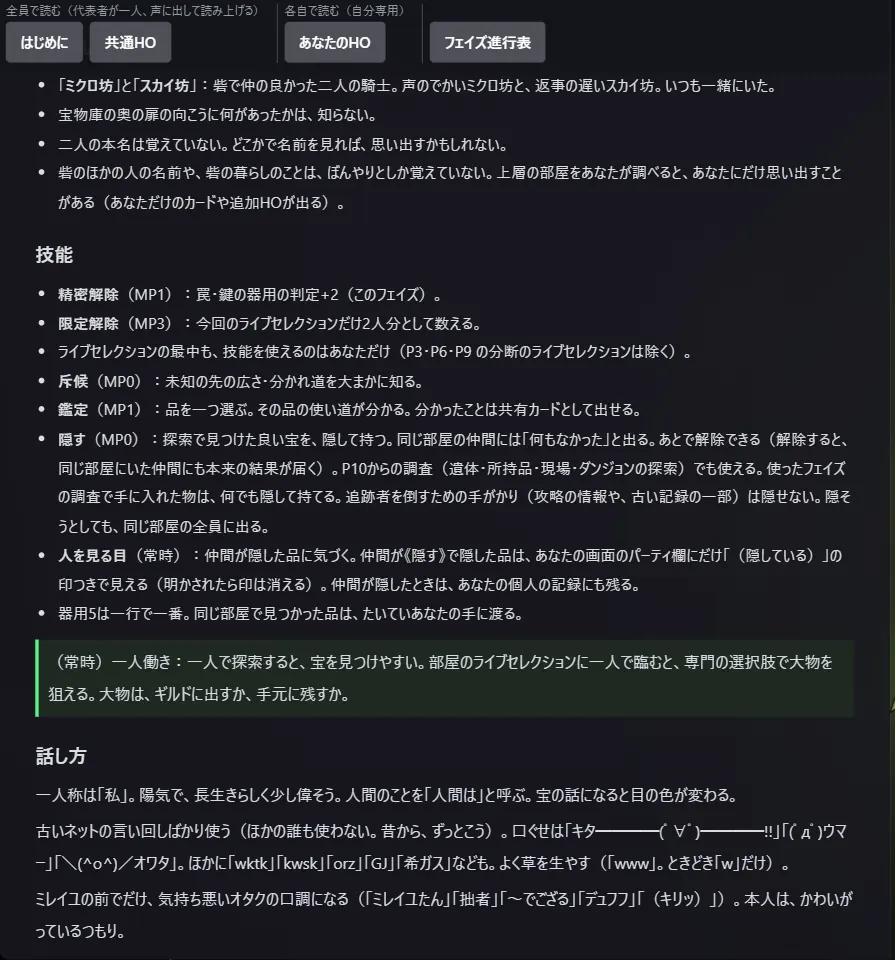 全員で読む（代表者が一人、声に出して読み上げる）
各自で読む（自分専用）
はじめに
共通HO
あなたのHO
フェイズ進行表
• 「ミクロ坊」と「スカイ坊」：砦で仲の良かった二人の騎士。声のでかいミクロ坊と、返事の遅いスカイ坊。いつも一緒にいた。
• 宝物庫の奥の扉の向こうに何があったかは、知らない。
• 二人の本名は覚えていない。どこかで名前を見れば、思い出すかもしれない。
• 砦のほかの人の名前や、砦の暮らしのことは、ぼんやりとしか覚えていない。上層の部屋をあなたが調べると、あなたにだけ思い出すこと
がある（あなただけのカードや追加HOが出る）。
技能
• 精密解除（MP1）：罠・鍵の器用の判定+2（このフェイズ）。
• 限定解除（MP3）：今回のライブセレクションだけ2人分として数える。
• ライブセレクションの最中も、技能を使えるのはあなただけ（P3・P6・P9 の分断のライブセレクションは除く）。
• 斥候（MP0）：未知の先の広さ・分かれ道を大まかに知る。
• 鑑定（MP1）：品を一つ選ぶ。その品の使い道が分かる。分かったことは共有カードとして出せる。
• 隠す（MP0）：探索で見つけた良い宝を、隠して持つ。同じ部屋の仲間には「何もなかった」と出る。あとで解除できる（解除すると、
同じ部屋にいた仲間にも本来の結果が届く）。P10からの調査（遺体・所持品・現場・ダンジョンの探索）でも使える。使ったフェイズ
の調査で手に入れた物は、何でも隠して持てる。追跡者を倒すための手がかり（攻略の情報や、古い記録の一部）は隠せない。隠そ
うとしても、同じ部屋の全員に出る。
• 人を見る目（常時）：仲間が隠した品に気づく。仲間が《隠す》で隠した品は、あなたの画面のパーティ欄にだけ「（隠している）」の
印つきで見える（明かされたら印は消える）。仲間が隠したときは、あなたの個人の記録にも残る。
• 器用5は一行で一番。同じ部屋で見つかった品は、たいていあなたの手に渡る。
（常時）一人働き：一人で探索すると、宝を見つけやすい。部屋のライブセレクションに一人で臨むと、専門の選択肢で大物を
狙える。大物は、ギルドに出すか、手元に残すか。
話し方
一人称は「私」。陽気で、長生きらしく少し偉そう。人間のことを「人間は」と呼ぶ。宝の話になると目の色が変わる。
古いネットの言い回しばかり使う（ほかの誰も使わない。昔から、ずっとこう）。口ぐせは「キタ━━━━(ﾟ∀ﾟ)━━━━!!」「(ﾟдﾟ)ウマ
ー」「＼(^o^)／オワタ」。ほかに「wktk」「kwsk」「orz」「GJ」「希ガス」なども。よく草を生やす（「www」。ときどき「w」だけ）。
ミレイユの前でだけ、気持ち悪いオタクの口調になる（「ミレイユたん」「拙者」「～でござる」「デュフフ」「（キリッ）」）。本人は、かわいが
っているつもり。